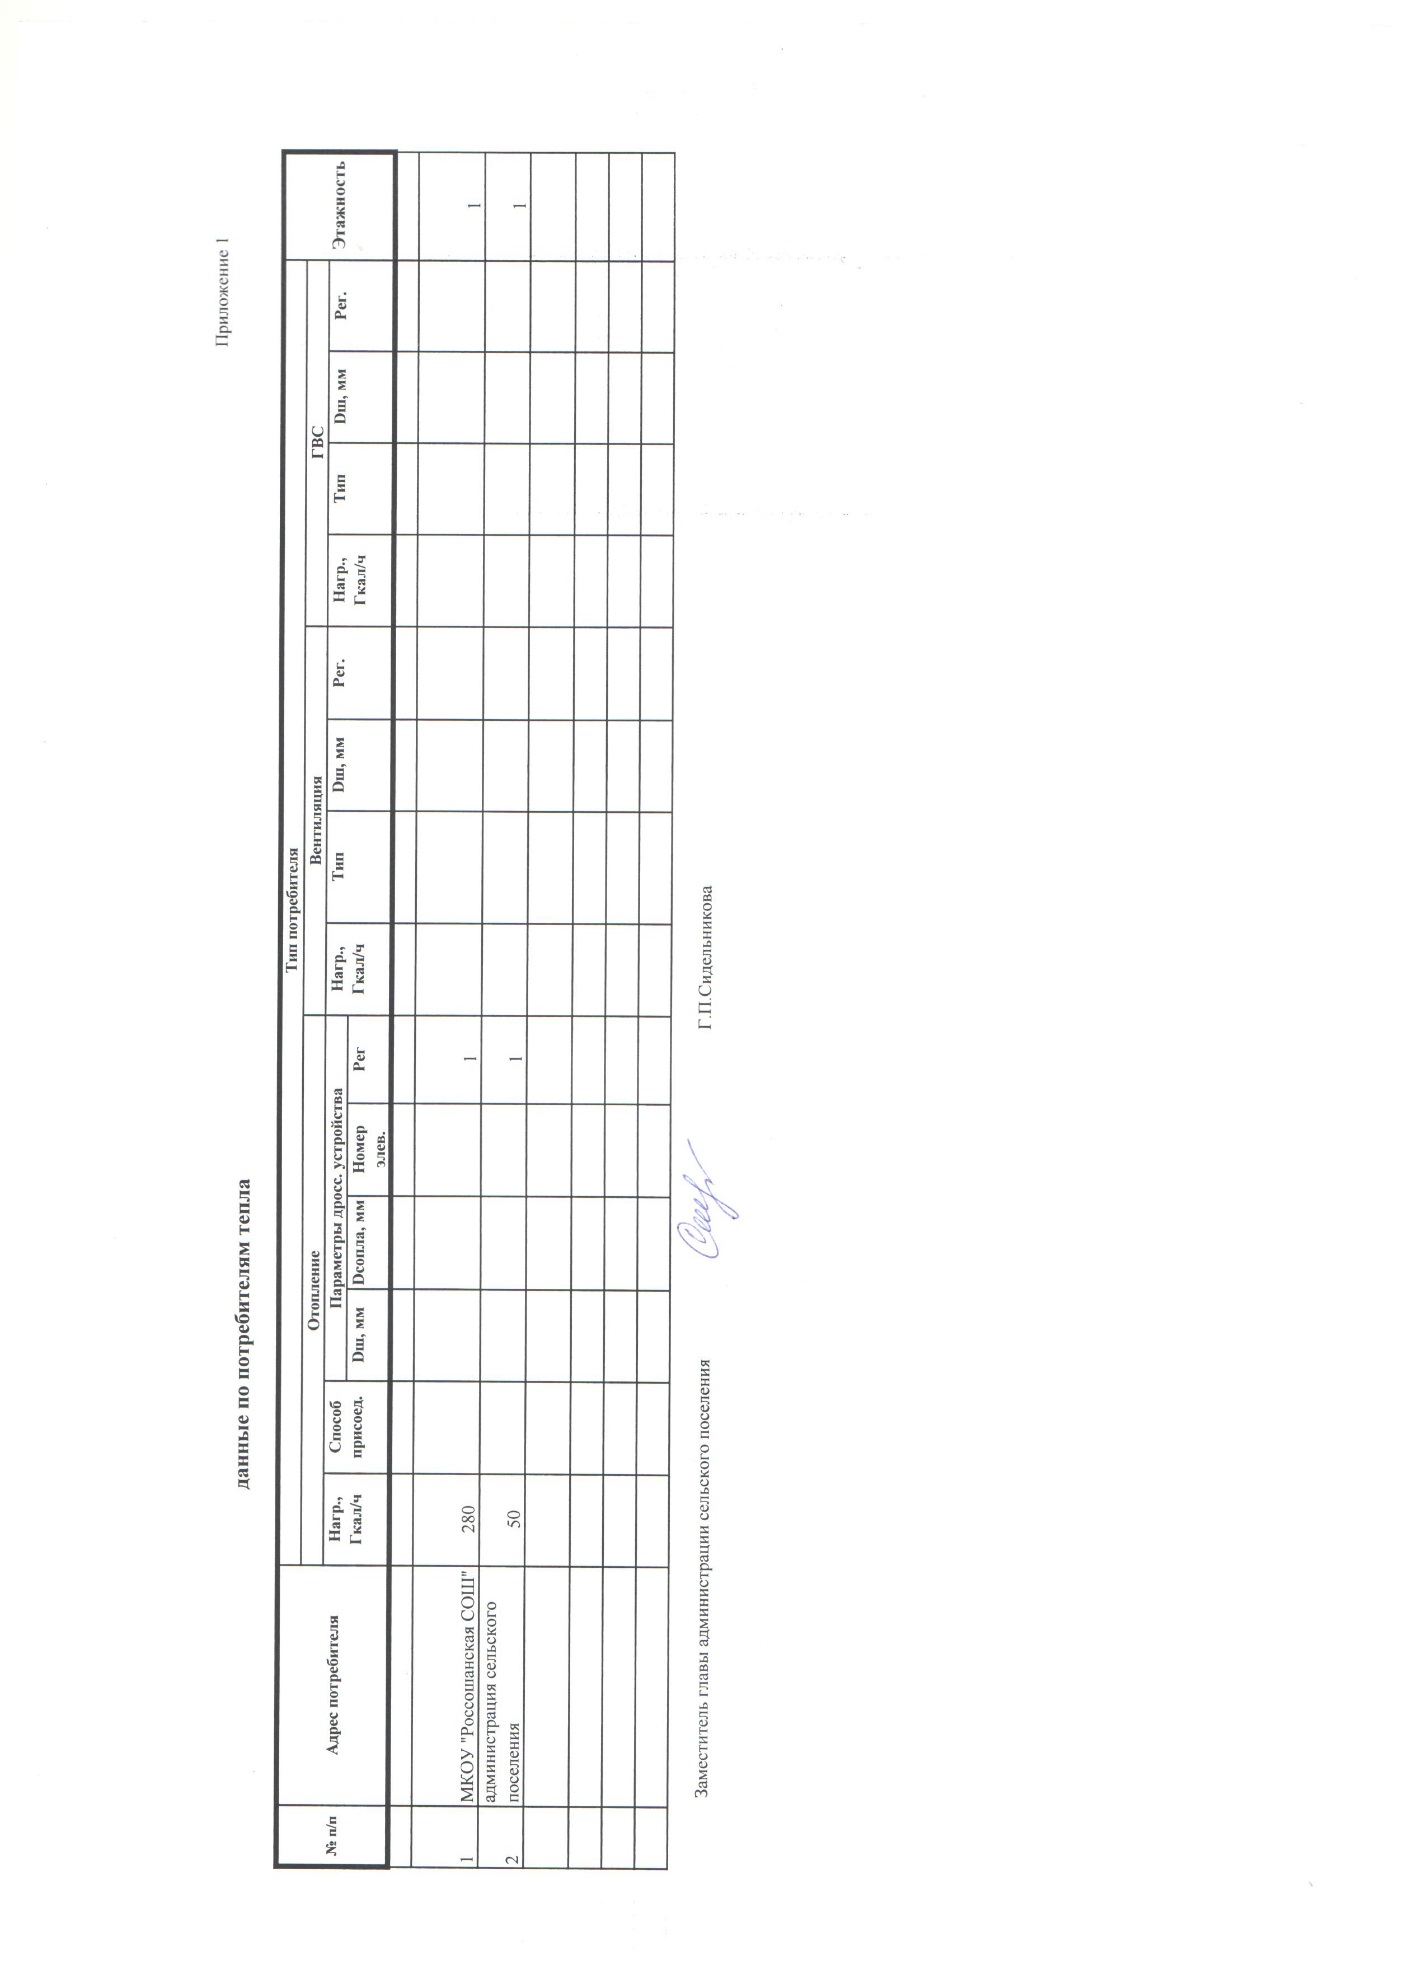 Приложение 1
данные по потребителям тепла
№ п/п
Адрес потребителя
Тип потребителя
Этажность
Отопление
Вентиляция
ГВС
Нагр., Гкал/ч
Способ присоед.
Параметры дросс. устройства
Нагр., Гкал/ч
Тип
Dш, мм
Рег.
Нагр., Гкал/ч
Тип
Dш, мм
Рег.
Dш, мм
Dсопла, мм
Номер элев.
Рег
1 МКОУ "Россошанская СОШ" 280 1 1
администрация сельского
2 поселения 50 1 1
Заместитель главы администрации сельского поселения Г.П.Сидельникова